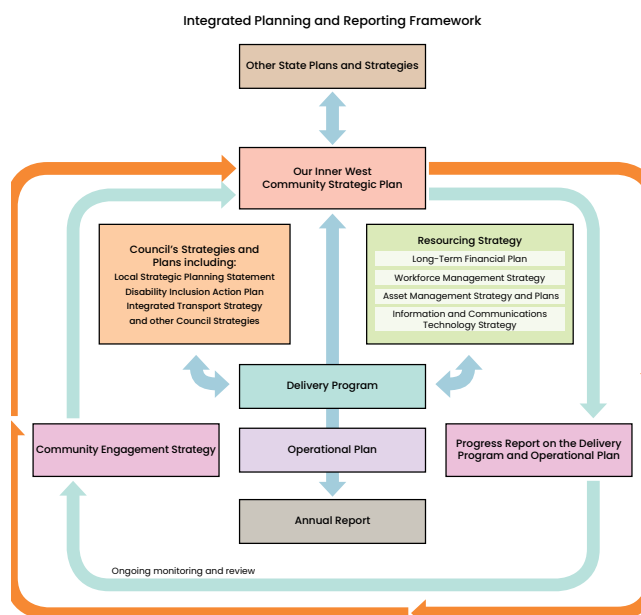 Integrated Planning and Reporting Framework
Other State Plans and Strategies
Our Inner West
Community Strategic Plan
Council's Strategies and
Plans including:
Local Strategic Planning Statement
Disability Inclusion Action Plan
Integrated Transport Strategy
and other Council Strategies
Resourcing Strategy
Long-Term Financial Plan
Workforce Management Strategy
Asset Management Strategy and Plans
Information and Communications
Technology Strategy
Delivery Program
Community Engagement Strategy
Operational Plan
Progress Report on the Delivery
Program and Operational Plan
Annual Report
Ongoing monitoring and review